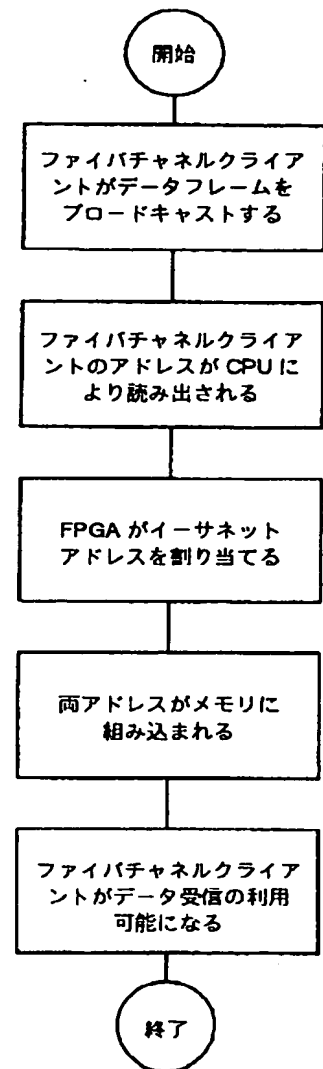 開始
ファイバチャネルクライア
ントがデータフレームを
ブロードキャストする
ファイバチャネルクライア
ントのアドレスが CPU に
より読み出される
FPGA がイーサネット
アドレスを割り当てる
両アドレスがメモリに
組み込まれる
ファイバチャネルクライア
ントがデータ受信の利用
可能になる
終了